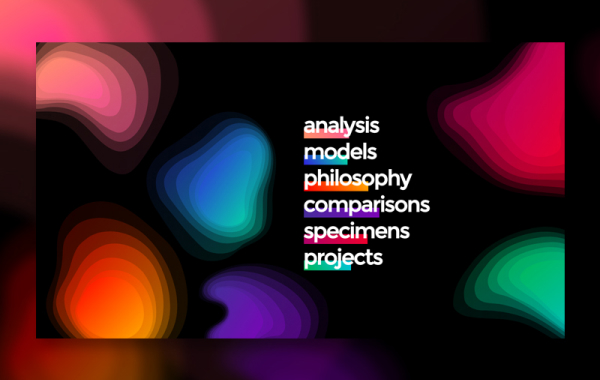 analysis
models
philosophy
comparisons
specimens
projects